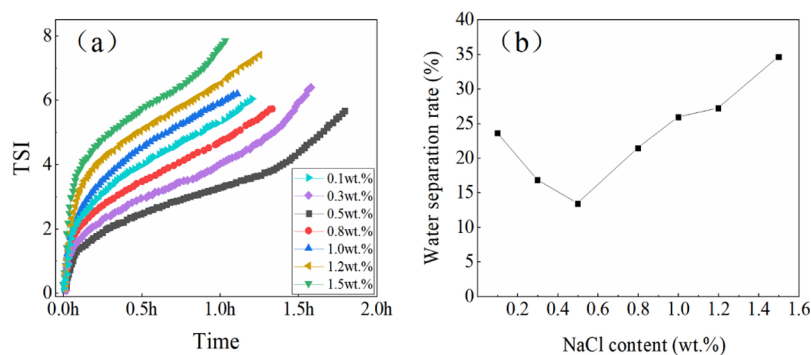 (a)
TSI
8
6
4
2
0
0.0h 0.5h 1.0h 1.5h 2.0h
Time
0.1wt.%
0.3wt.%
0.5wt.%
0.8wt.%
1.0wt.%
1.2wt.%
1.5wt.%
(b)
Water separation rate (%)
40
35
30
25
20
15
10
5
0
0.2 0.4 0.6 0.8 1.0 1.2 1.4 1.6
NaCl content (wt.%)